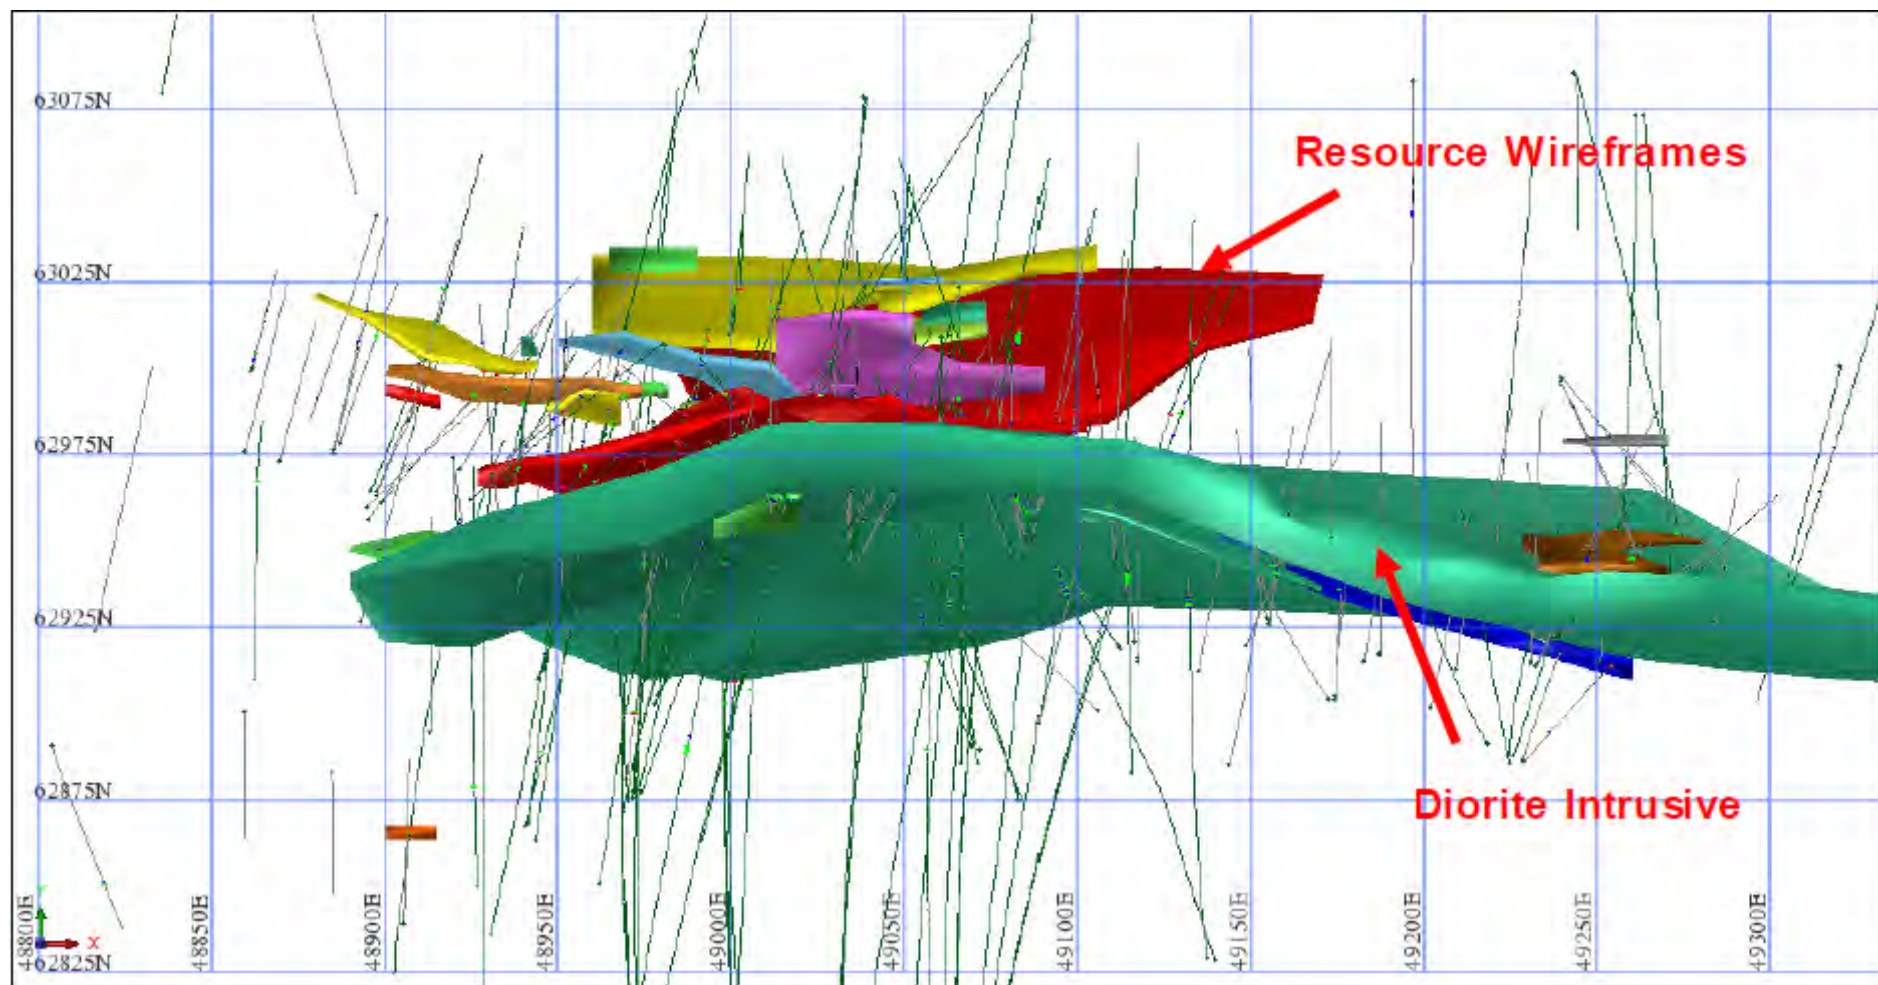 63075N
Resource Wireframes
63025N
62975N
62925N
62875N
Diorite Intrusive
62825N
48800E
48850E
48900E
48950E
49000E
49050E
49100E
49150E
49200E
49250E
49300E
X